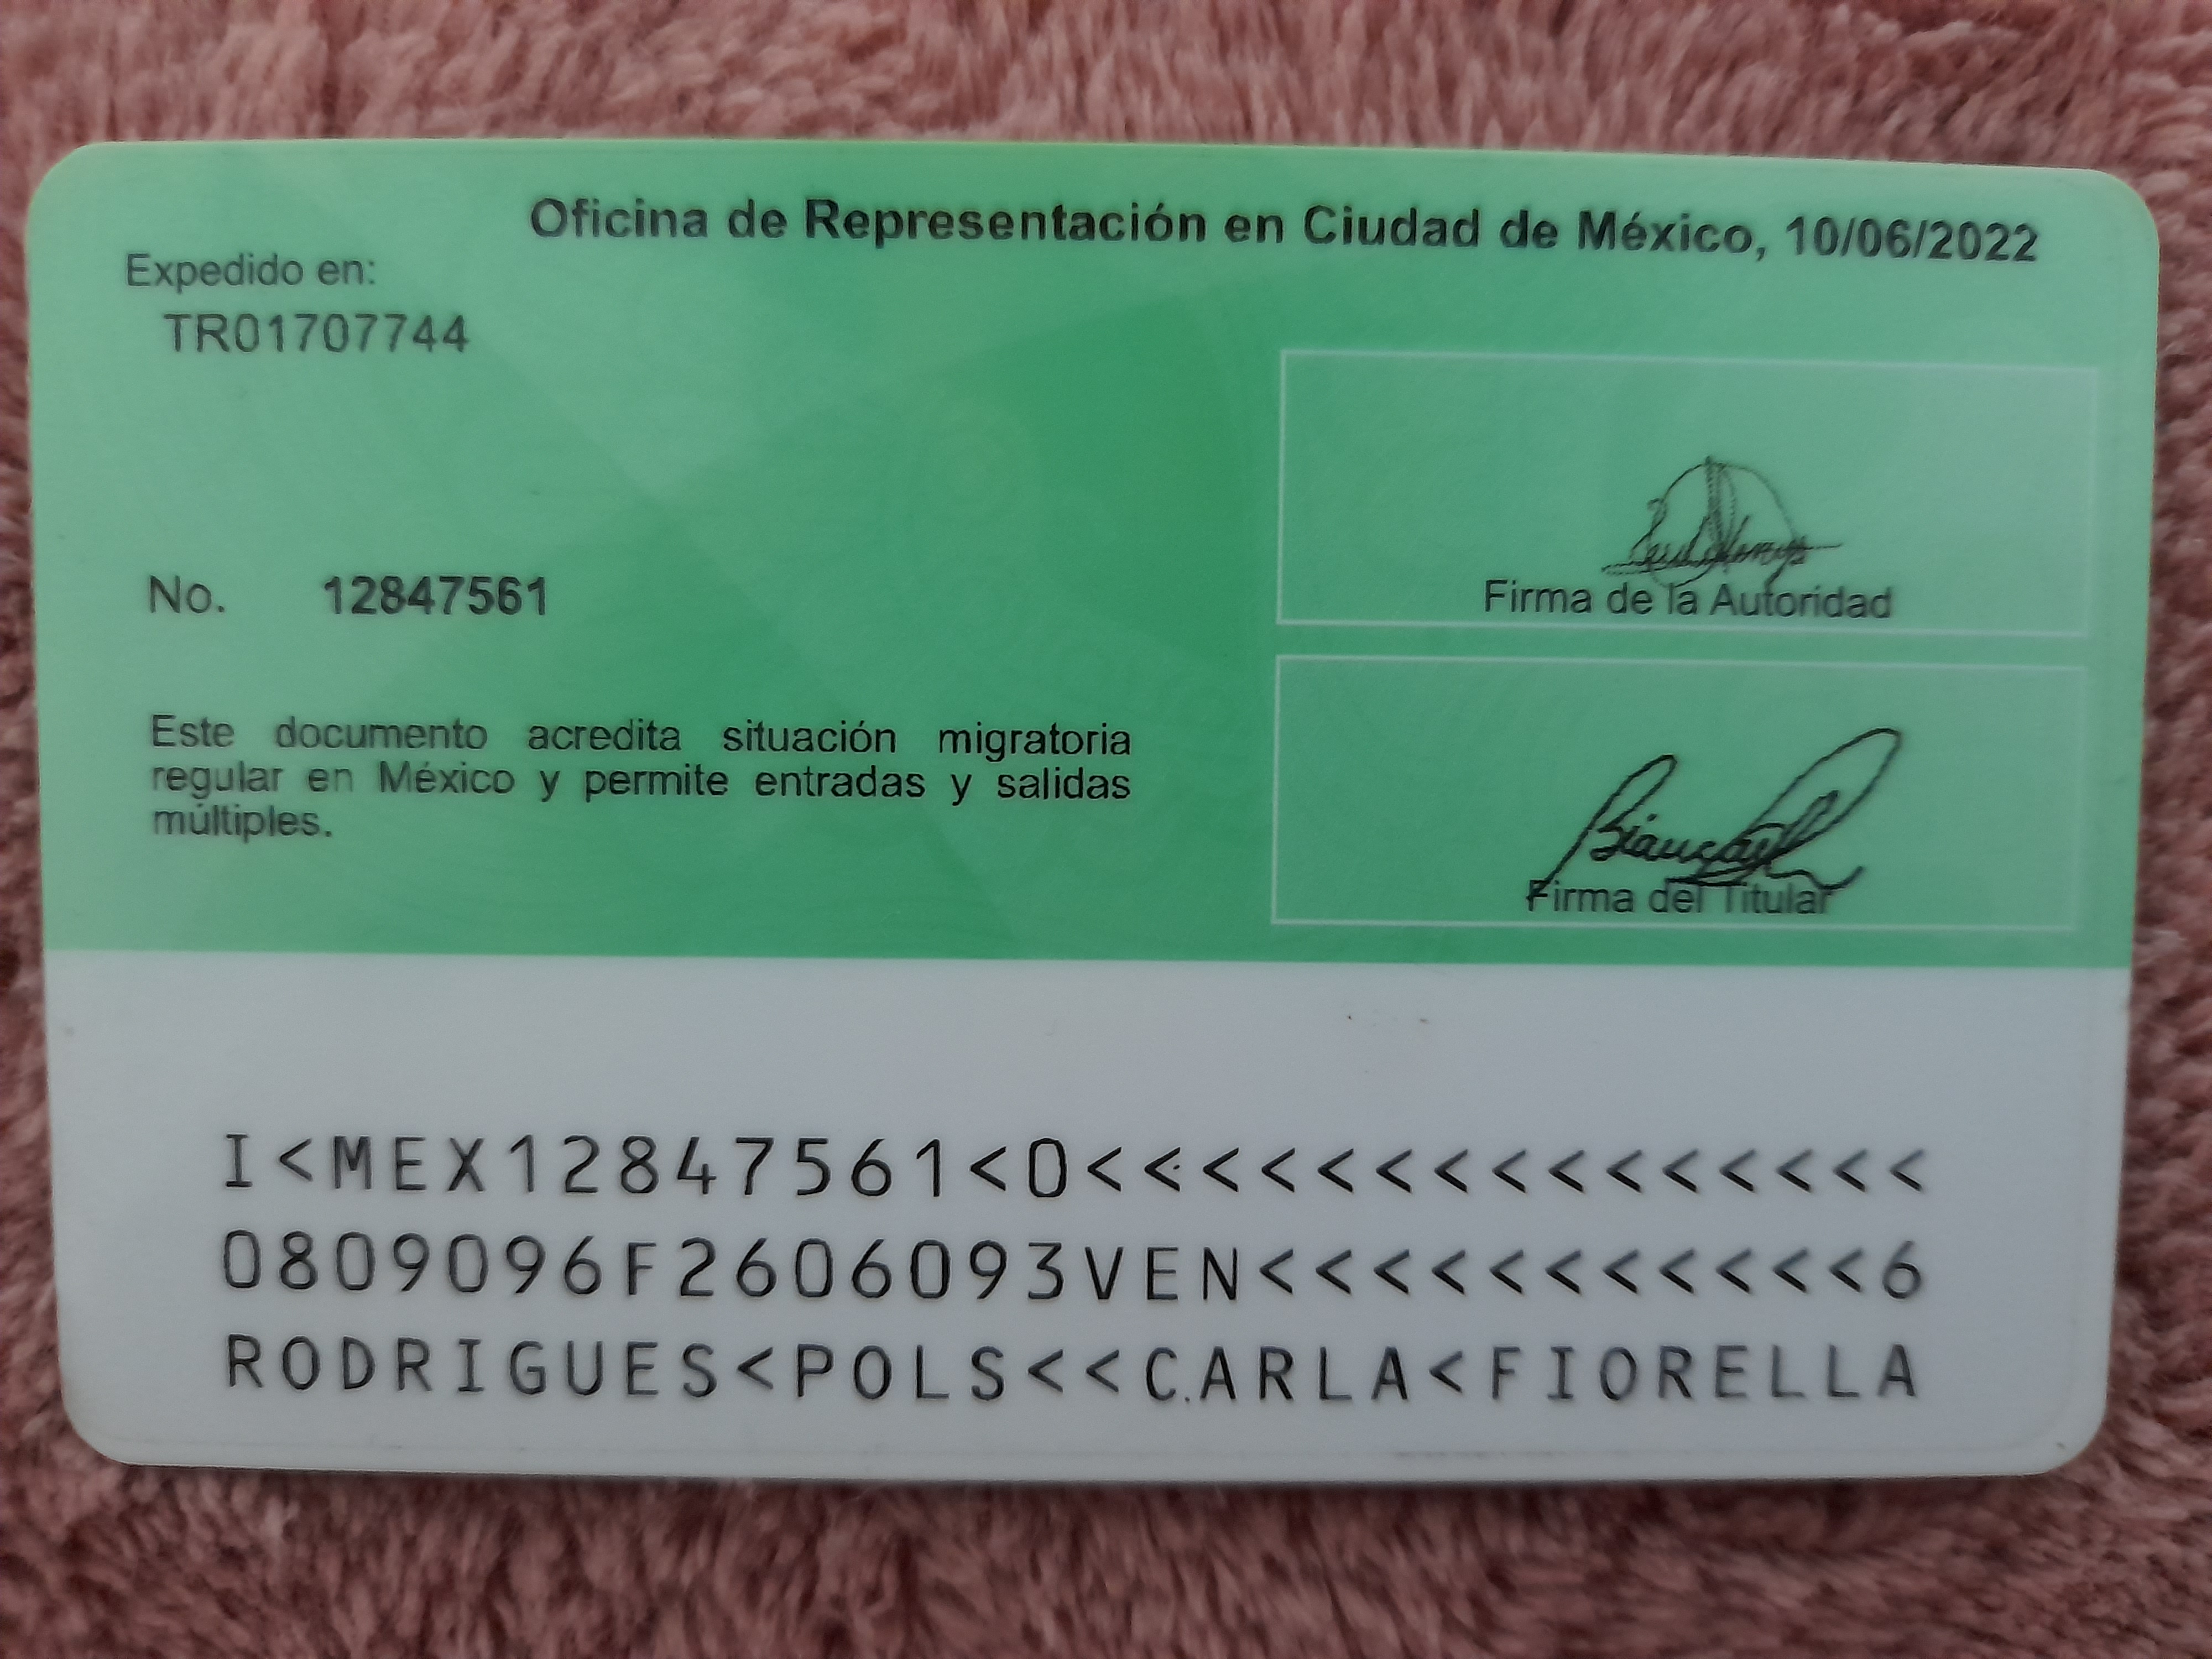 Oficina de Representación en Ciudad de México, 10/06/2022
Expedido en:
TR01707744
No. 12847561
Firma de la Autoridad
Este documento acredita situación migratoria
regular en México y permite entradas y salidas
múltiples.
Firma del Titular
I<MEX12847561<0<<<<<<<<<<<<<<<
0809096F2606093VEN<<<<<<<<<<<6
RODRIGUES<POLS<<CARLA<FIORELLA